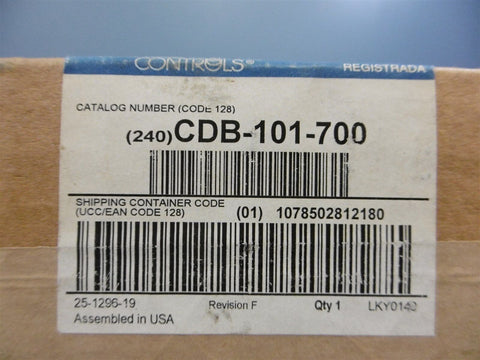 CONTROLS® REGISTRADA
CATALOG NUMBER (CODE 128)
(240) CDB-101-700
SHIPPING CONTAINER CODE
(UCC/EAN CODE 128) (01) 1078502812180
25-1296-19 Revision F Qty 1 LKY0140
Assembled in USA